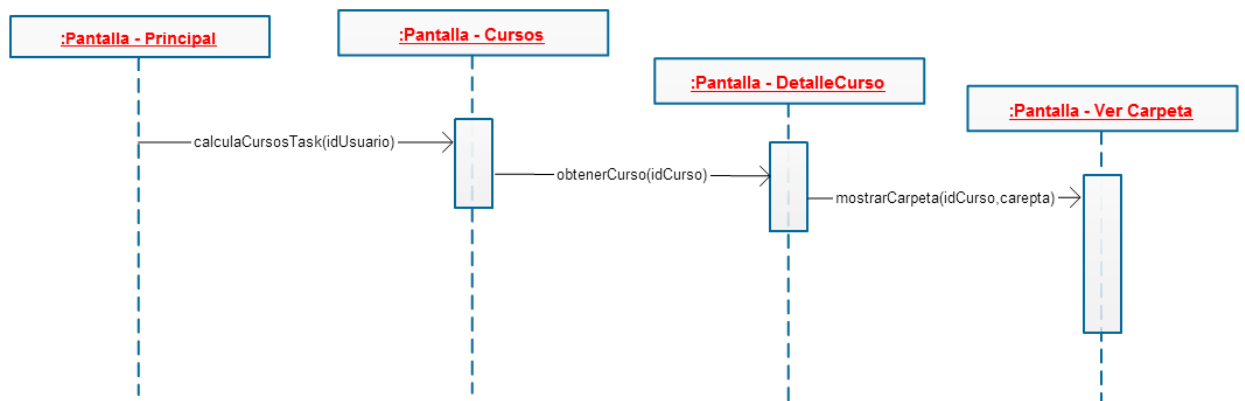 :Pantalla - Principal
:Pantalla - Cursos
:Pantalla - DetalleCurso
:Pantalla - Ver Carpeta
calculaCursosTask(idUsuario)
obtenerCurso(idCurso)
mostrarCarpeta(idCurso,carepta)